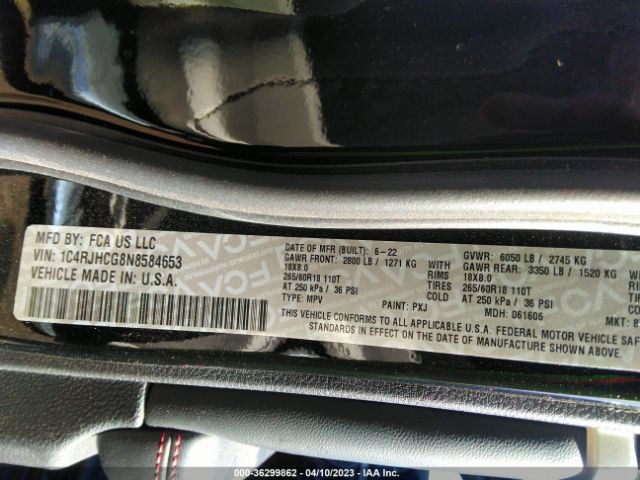 MFD BY: FCA US LLC
VIN: 1C4RJHCG8N8584653
VEHICLE MADE IN: U.S.A.
DATE OF MFR (BUILT): 6-22 GVWR: 6050 LB / 2745 KG
GAWR FRONT: 2800 LB / 1271 KG WITH GAWR REAR: 3350 LB / 1520 KG
18X8.0 RIMS 18X8.0
265/60R18 110T TIRES 265/60R18 110T
AT 250 kPa / 36 PSI COLD AT 250 kPa / 36 PSI
TYPE: MPV PAINT: PXJ MDH: 061606 MKT:
THIS VEHICLE CONFORMS TO ALL APPLICABLE U.S.A. FEDERAL MOTOR VEHICLE SAF
STANDARDS IN EFFECT ON THE DATE OF MANUFACTURE SHOWN ABOVE.
FCA
000-36299862 - 04/10/2023 - IAA Inc.